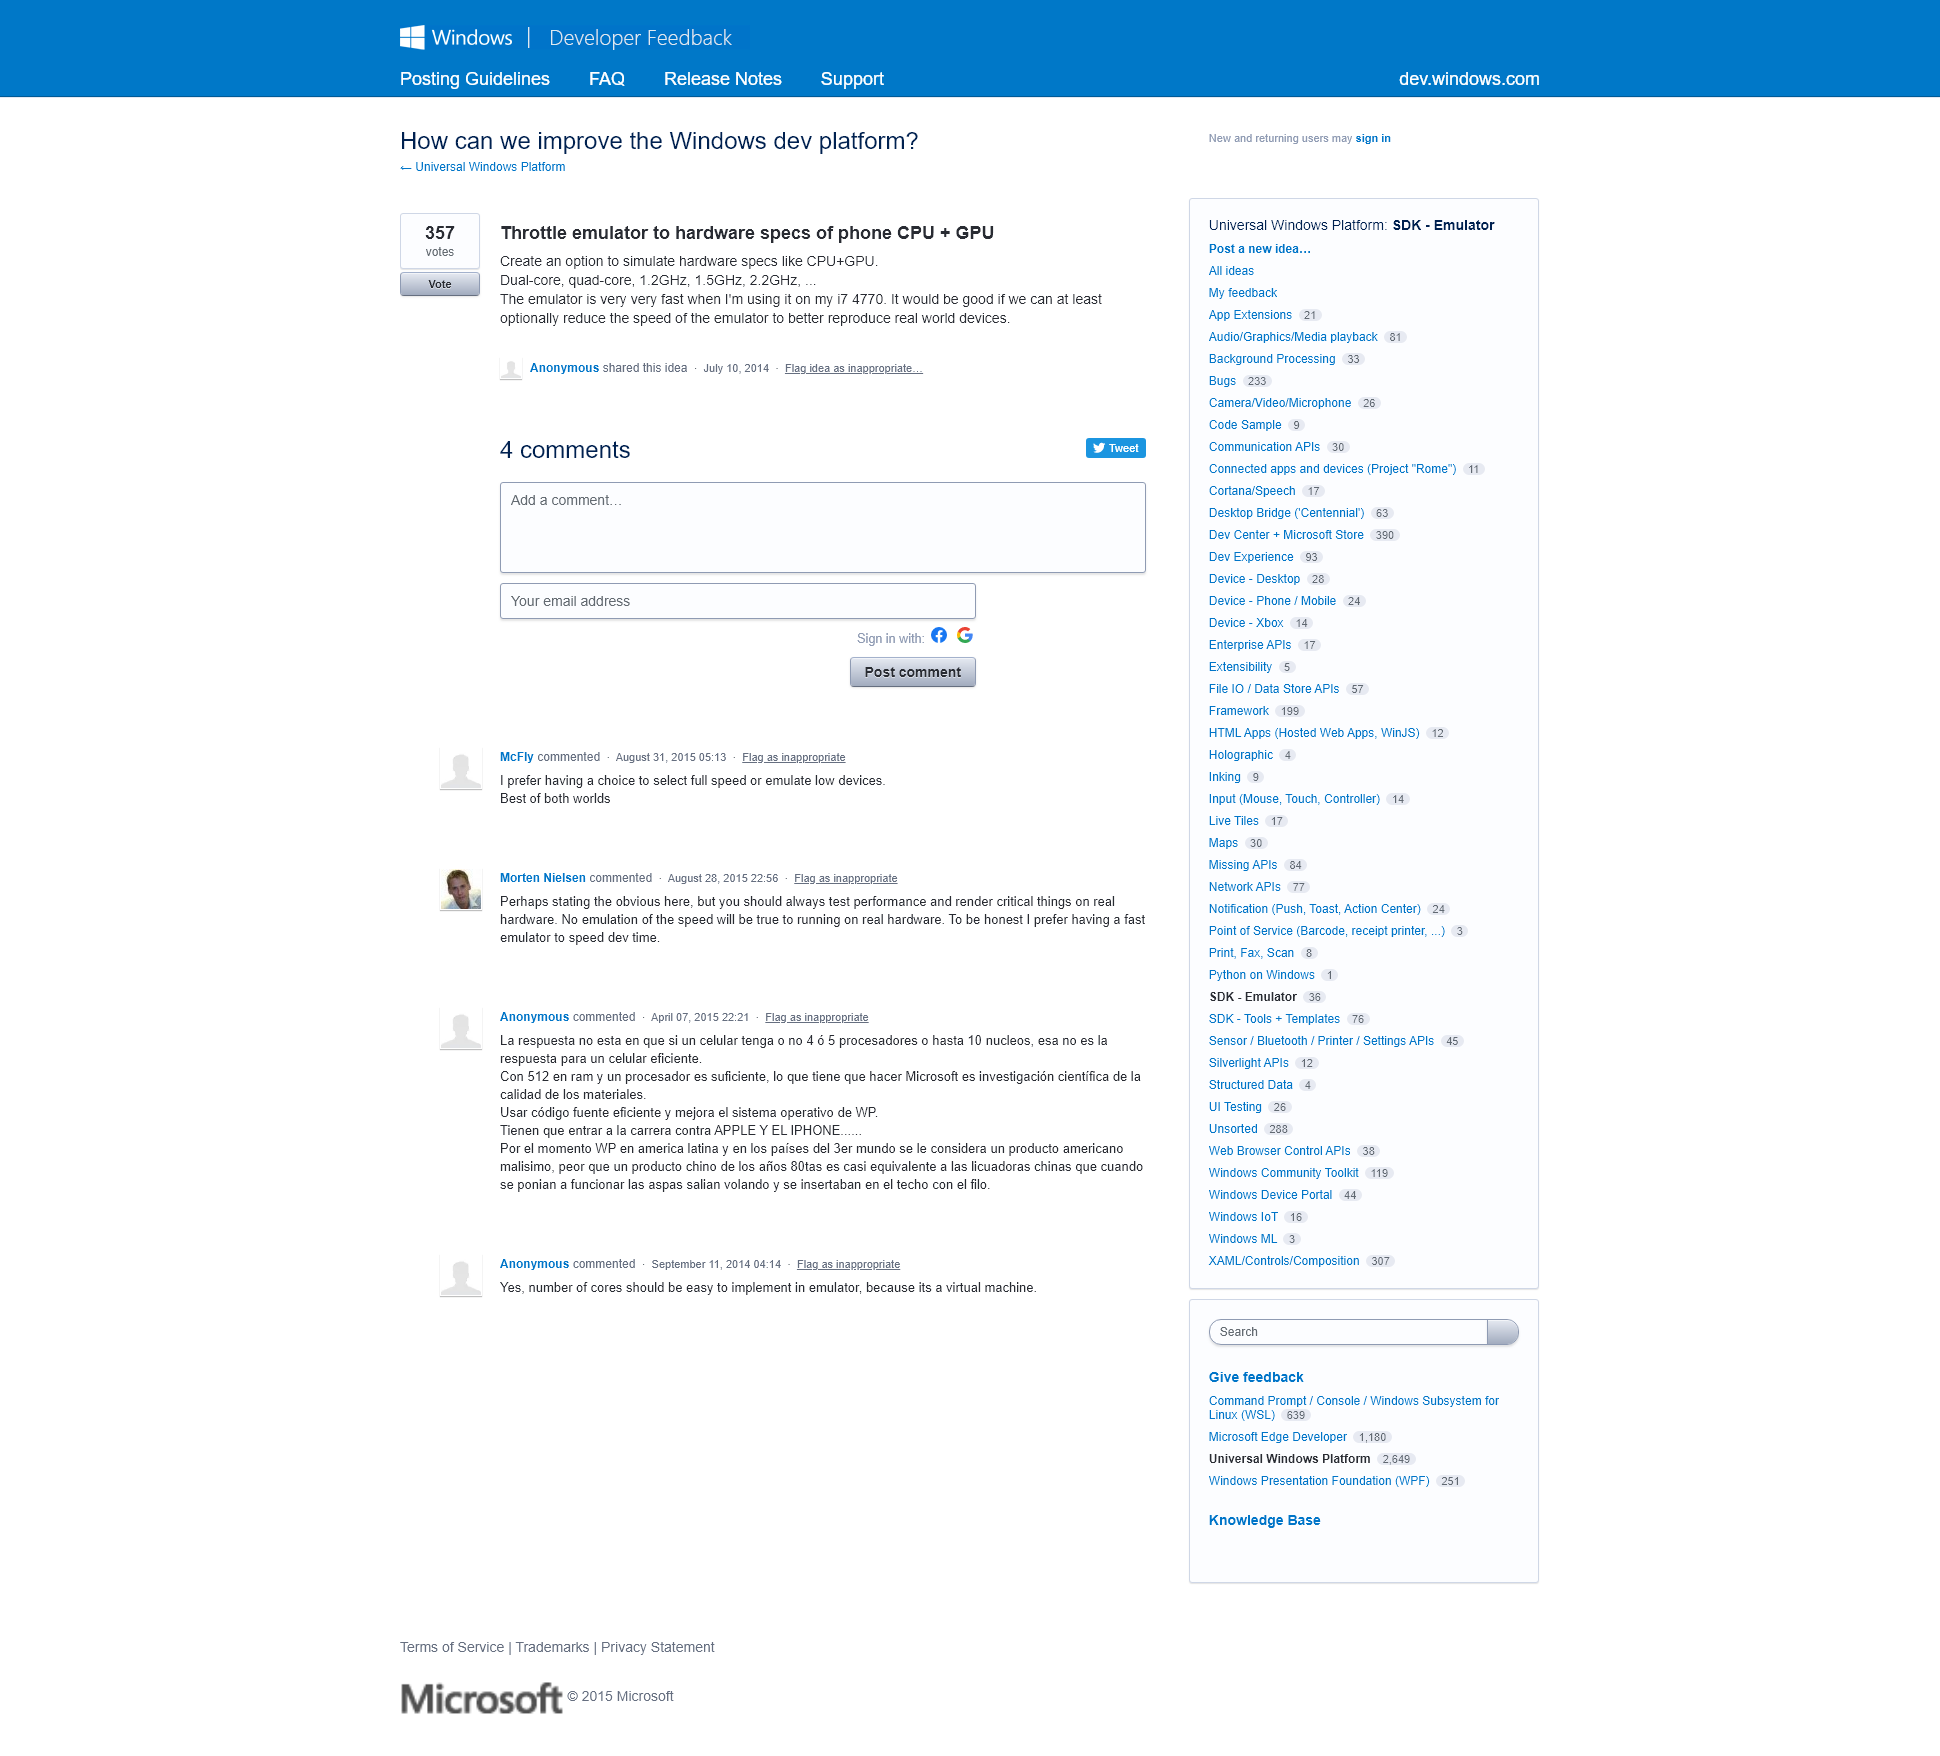 Windows | Developer Feedback
Posting Guidelines FAQ Release Notes Support dev.windows.com
How can we improve the Windows dev platform?
← Universal Windows Platform
New and returning users may sign in
357
votes
Vote
Throttle emulator to hardware specs of phone CPU + GPU
Create an option to simulate hardware specs like CPU+GPU.
Dual-core, quad-core, 1.2GHz, 1.5GHz, 2.2GHz, ...
The emulator is very very fast when I'm using it on my i7 4770. It would be good if we can at least
optionally reduce the speed of the emulator to better reproduce real world devices.
Anonymous shared this idea · July 10, 2014 · Flag idea as inappropriate…
4 comments
Tweet
Add a comment…
Your email address
Sign in with:
Post comment
McFly commented · August 31, 2015 05:13 · Flag as inappropriate
I prefer having a choice to select full speed or emulate low devices.
Best of both worlds
Morten Nielsen commented · August 28, 2015 22:56 · Flag as inappropriate
Perhaps stating the obvious here, but you should always test performance and render critical things on real
hardware. No emulation of the speed will be true to running on real hardware. To be honest I prefer having a fast
emulator to speed dev time.
Anonymous commented · April 07, 2015 22:21 · Flag as inappropriate
La respuesta no esta en que si un celular tenga o no 4 ó 5 procesadores o hasta 10 nucleos, esa no es la
respuesta para un celular eficiente.
Con 512 en ram y un procesador es suficiente, lo que tiene que hacer Microsoft es investigación científica de la
calidad de los materiales.
Usar código fuente eficiente y mejora el sistema operativo de WP.
Tienen que entrar a la carrera contra APPLE Y EL IPHONE......
Por el momento WP en america latina y en los países del 3er mundo se le considera un producto americano
malisimo, peor que un producto chino de los años 80tas es casi equivalente a las licuadoras chinas que cuando
se ponian a funcionar las aspas salian volando y se insertaban en el techo con el filo.
Anonymous commented · September 11, 2014 04:14 · Flag as inappropriate
Yes, number of cores should be easy to implement in emulator, because its a virtual machine.
Universal Windows Platform: SDK - Emulator
Post a new idea…
All ideas
My feedback
App Extensions 21
Audio/Graphics/Media playback 81
Background Processing 33
Bugs 233
Camera/Video/Microphone 26
Code Sample 9
Communication APIs 30
Connected apps and devices (Project "Rome") 11
Cortana/Speech 17
Desktop Bridge ('Centennial') 63
Dev Center + Microsoft Store 390
Dev Experience 93
Device - Desktop 28
Device - Phone / Mobile 24
Device - Xbox 14
Enterprise APIs 17
Extensibility 5
File IO / Data Store APIs 57
Framework 199
HTML Apps (Hosted Web Apps, WinJS) 12
Holographic 4
Inking 9
Input (Mouse, Touch, Controller) 14
Live Tiles 17
Maps 30
Missing APIs 84
Network APIs 77
Notification (Push, Toast, Action Center) 24
Point of Service (Barcode, receipt printer, ...) 3
Print, Fax, Scan 8
Python on Windows 1
SDK - Emulator 36
SDK - Tools + Templates 76
Sensor / Bluetooth / Printer / Settings APIs 45
Silverlight APIs 12
Structured Data 4
UI Testing 26
Unsorted 288
Web Browser Control APIs 38
Windows Community Toolkit 119
Windows Device Portal 44
Windows IoT 16
Windows ML 3
XAML/Controls/Composition 307
Search
Give feedback
Command Prompt / Console / Windows Subsystem for
Linux (WSL) 639
Microsoft Edge Developer 1,180
Universal Windows Platform 2,649
Windows Presentation Foundation (WPF) 251
Knowledge Base
Terms of Service | Trademarks | Privacy Statement
Microsoft © 2015 Microsoft